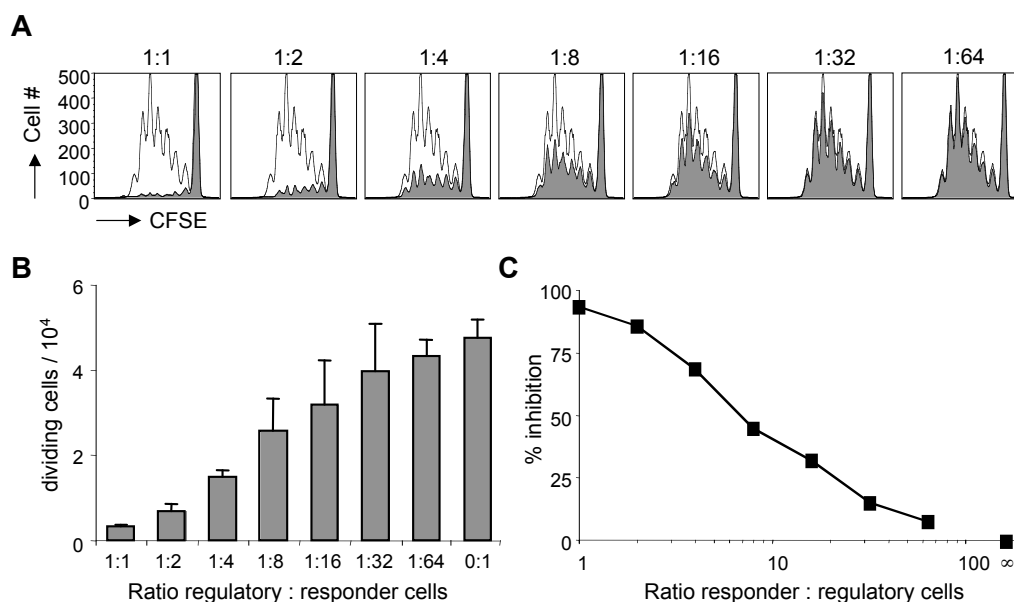 A
1:1 1:2 1:4 1:8 1:16 1:32 1:64
500
400
300
200
100
0
Cell #
CFSE
B
6
4
2
0
dividing cells / 10^4
1:1 1:2 1:4 1:8 1:16 1:32 1:64 0:1
Ratio regulatory : responder cells
C
100
75
50
25
0
% inhibition
1 10 100 ∞
Ratio responder : regulatory cells